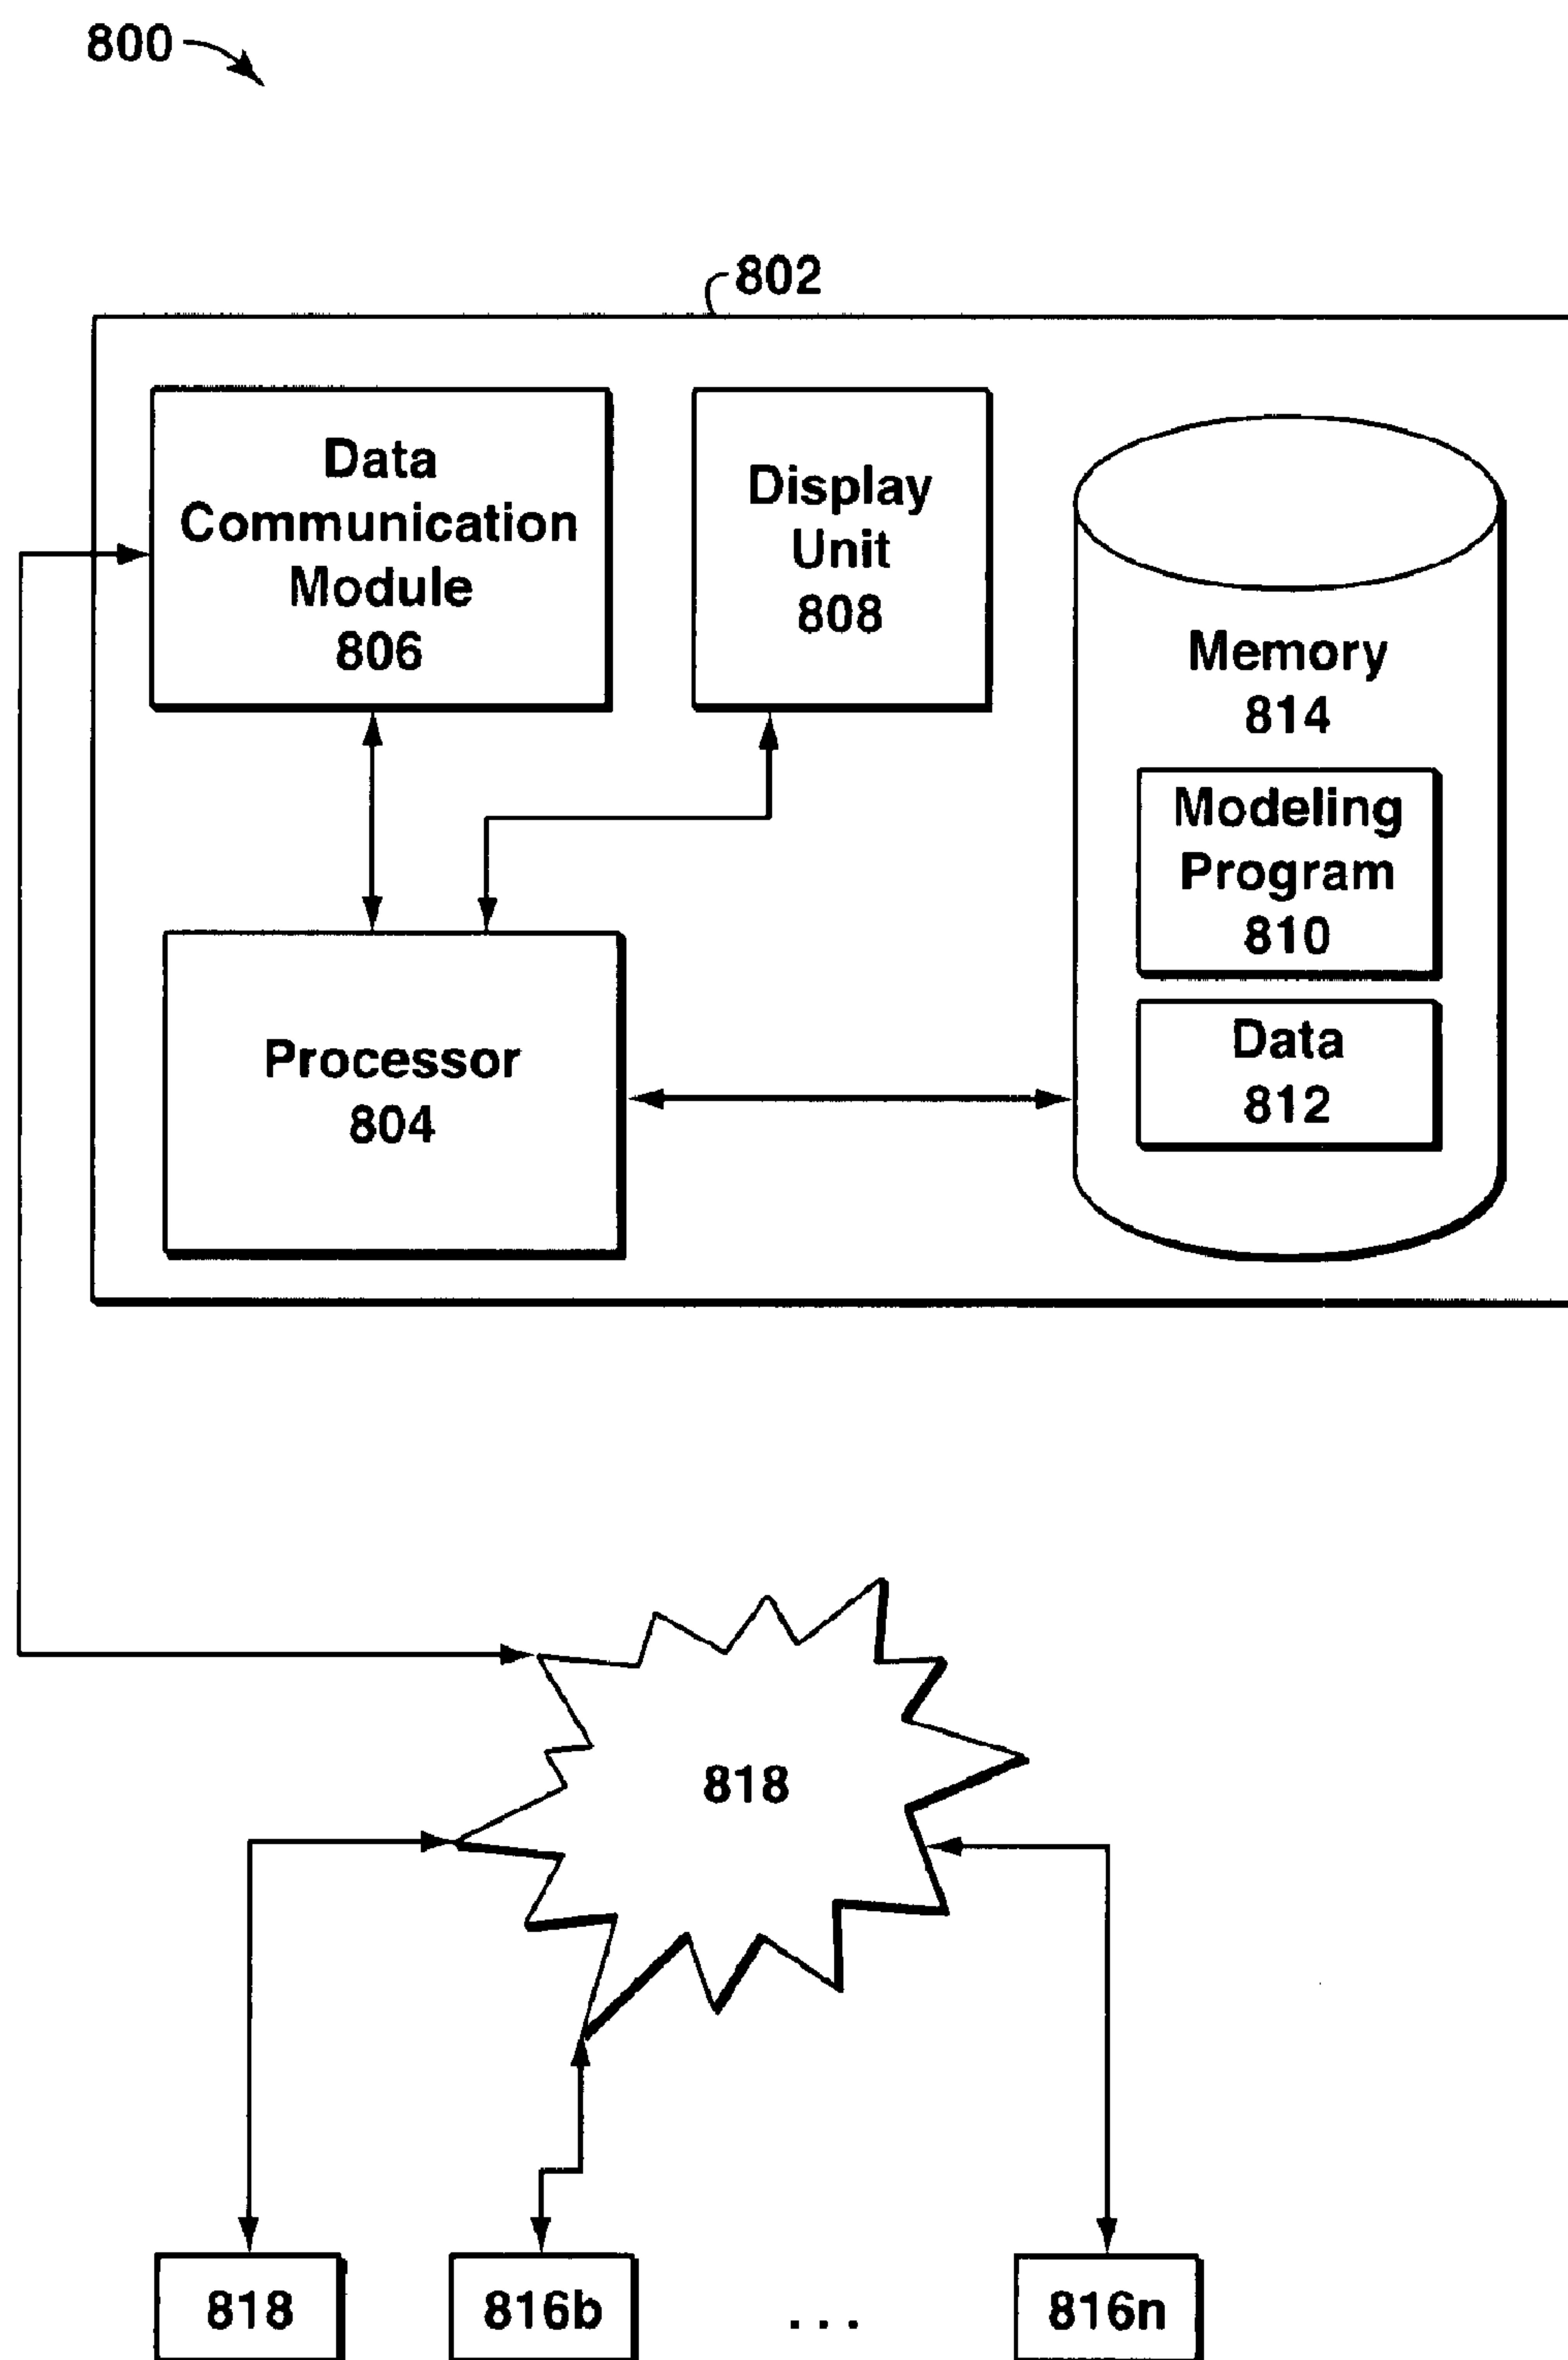 800
802
Data
Communication
Module
806
Display
Unit
808
Memory
814
Modeling
Program
810
Data
812
Processor
804
818
818
816b
...
816n